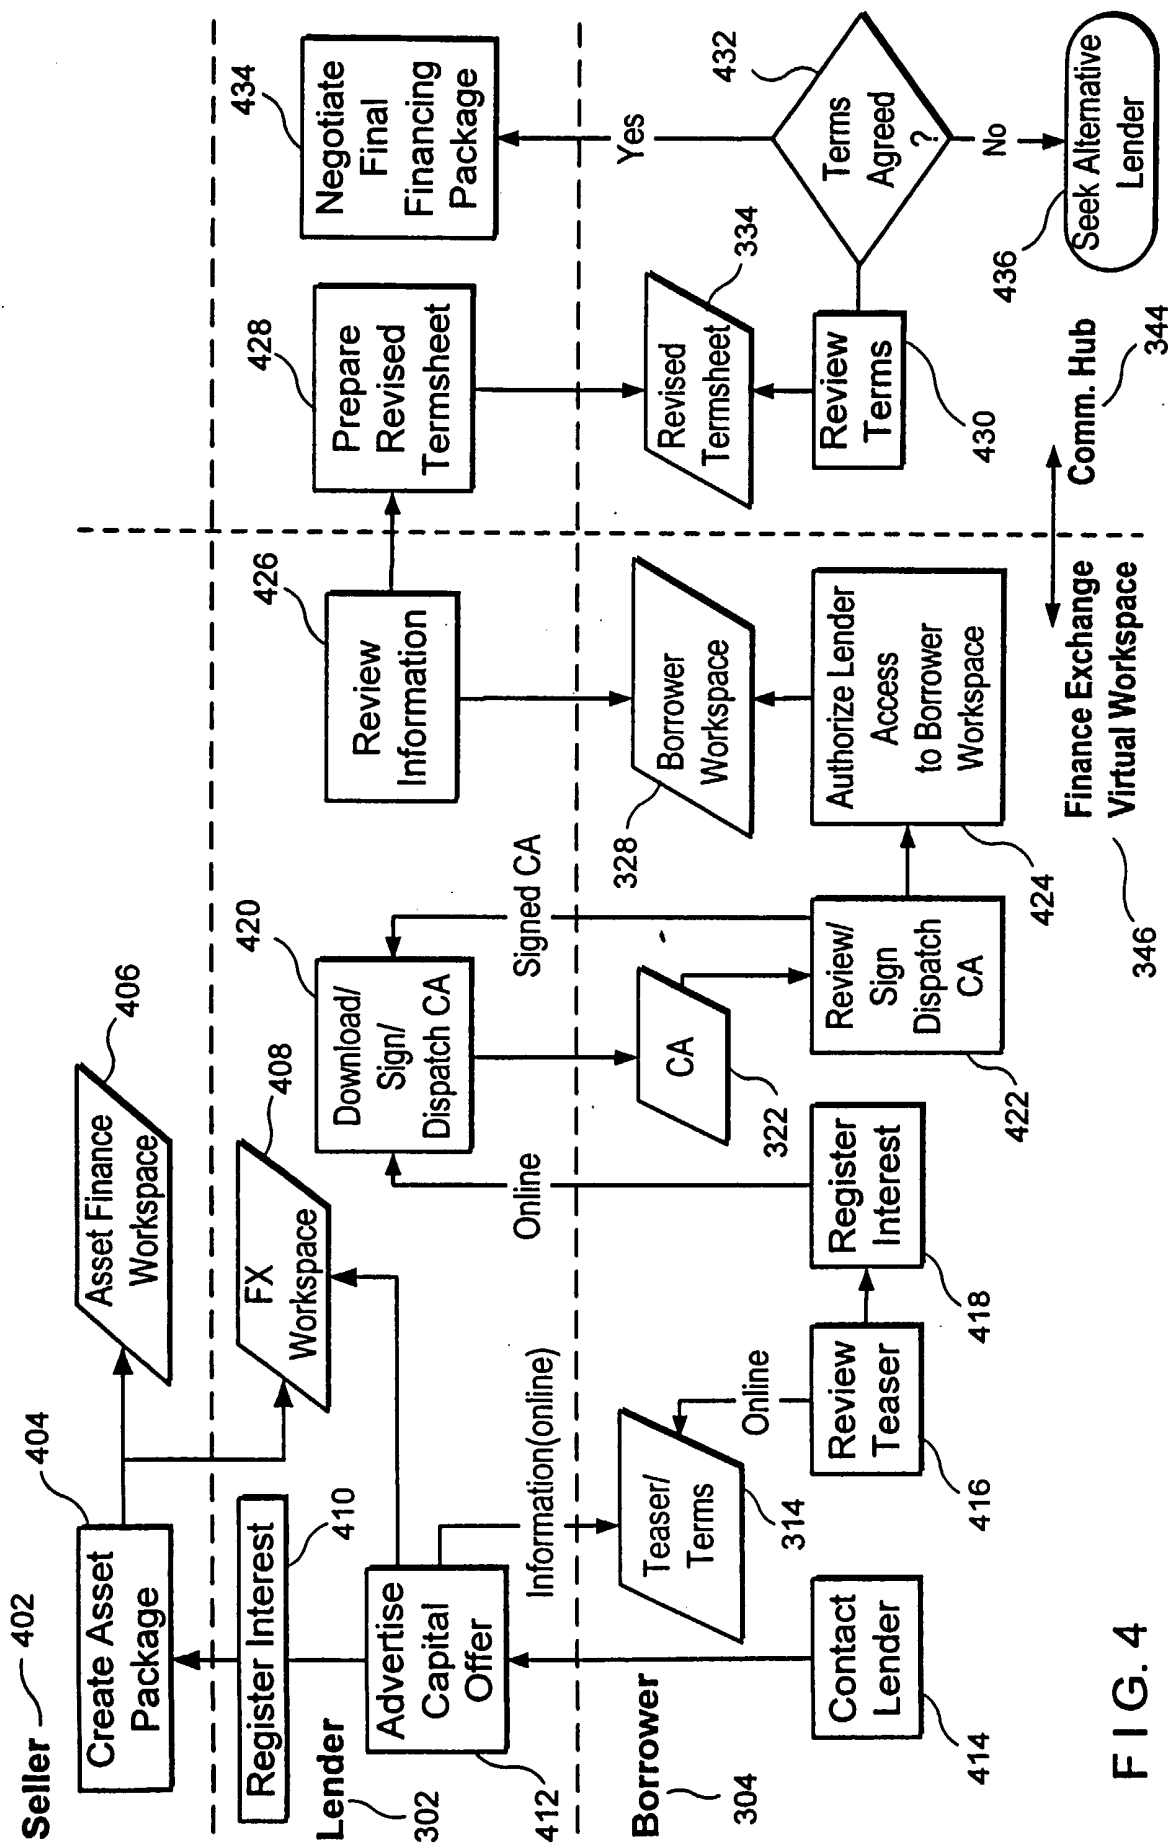 Seller
402
404
Create Asset
Package
Asset Finance
Workspace
406
Register Interest
410
FX
Workspace
408
Lender
302
Advertise
Capital
Offer
412
Information(online)
Online
420
Download/
Sign/
Dispatch CA
Signed CA
426
Review
Information
428
Prepare
Revised
Termsheet
434
Negotiate
Final
Financing
Package
Yes
Borrower
304
Contact
Lender
414
Teaser/
Terms
314
Online
Review
Teaser
416
Register
Interest
418
CA
322
Review/
Sign
Dispatch
CA
422
Borrower
Workspace
328
Authorize Lender
Access
to Borrower
Workspace
424
Revised
Termsheet
334
Review
Terms
430
Terms
Agreed
?
432
No
Seek Alternative
Lender
436
Finance Exchange
Virtual Workspace
346
Comm. Hub
344
FIG. 4